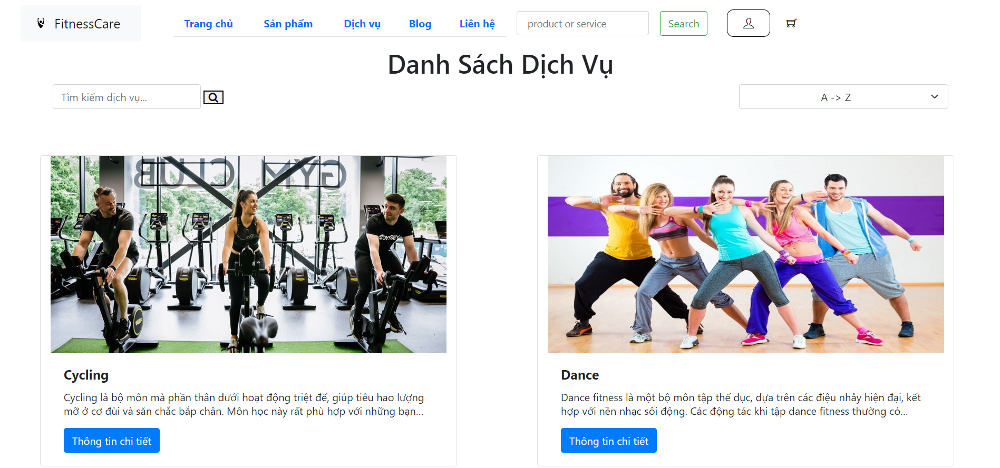 FitnessCare
Trang chủ
Sản phẩm
Dịch vụ
Blog
Liên hệ
product or service
Search
Danh Sách Dịch Vụ
Tìm kiếm dịch vụ...
A -> Z
GYM CLUB
ODYSSEY
Cycling
Cycling là bộ môn mà phần thân dưới hoạt động triệt để, giúp tiêu hao lượng
mỡ ở cơ đùi và săn chắc bắp chân. Môn học này rất phù hợp với những bạn...
Thông tin chi tiết
Dance
Dance fitness là một bộ môn tập thể dục, dựa trên các điệu nhảy hiện đại, kết
hợp với nền nhạc sôi động. Các động tác khi tập dance fitness thường có...
Thông tin chi tiết